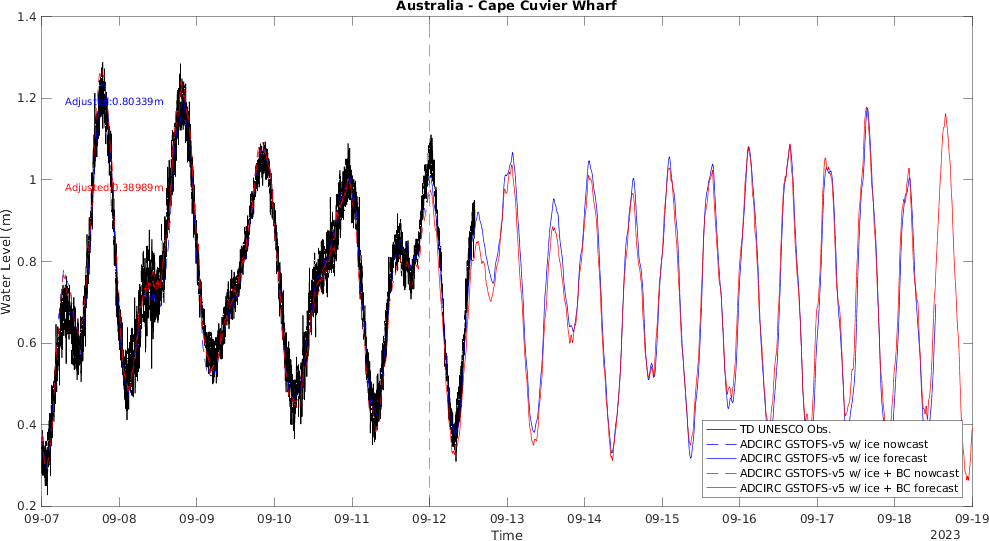 Australia - Cape Cuvier Wharf
1.4
1.2
1
0.8
0.6
0.4
0.2
Water Level (m)
Adjusted:0.80339m
Adjusted:0.38989m
TD UNESCO Obs.
ADCIRC GSTOFS-v5 w/ ice nowcast
ADCIRC GSTOFS-v5 w/ ice forecast
ADCIRC GSTOFS-v5 w/ ice + BC nowcast
ADCIRC GSTOFS-v5 w/ ice + BC forecast
09-07 09-08 09-09 09-10 09-11 09-12 09-13 09-14 09-15 09-16 09-17 09-18 09-19
Time
2023